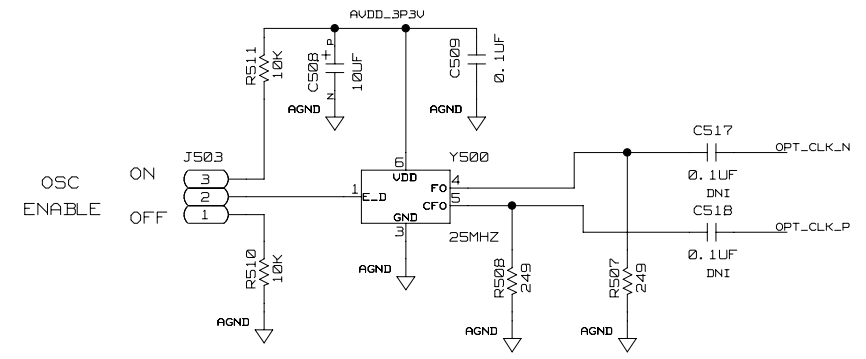 AVDD_3P3V
R511
10K
C508
+
P
N
10UF
C509
0.1UF
AGND
AGND
J503
ON
3
OSC
ENABLE
2
OFF
1
R510
10K
AGND
6
VDD
Y500
1
E_D
FO
4
CFO
5
GND
3
25MHZ
AGND
C517
0.1UF
DNI
OPT_CLK_N
C518
0.1UF
DNI
OPT_CLK_P
R508
249
AGND
R507
249
AGND